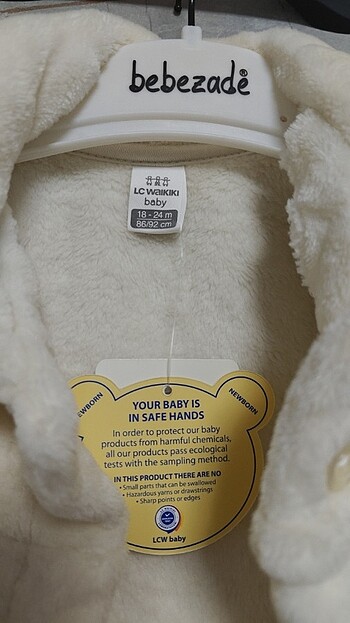 bebezade®
LC WAIKIKI
baby
18 - 24 m
86/92 cm
NEWBORN
YOUR BABY IS
IN SAFE HANDS
In order to protect our baby
products from harmful chemicals,
all our products pass ecological
tests with the sampling method.
IN THIS PRODUCT THERE ARE NO
• Small parts that can be swallowed
• Hazardous yarns or drawstrings
• Sharp points or edges
LCW baby